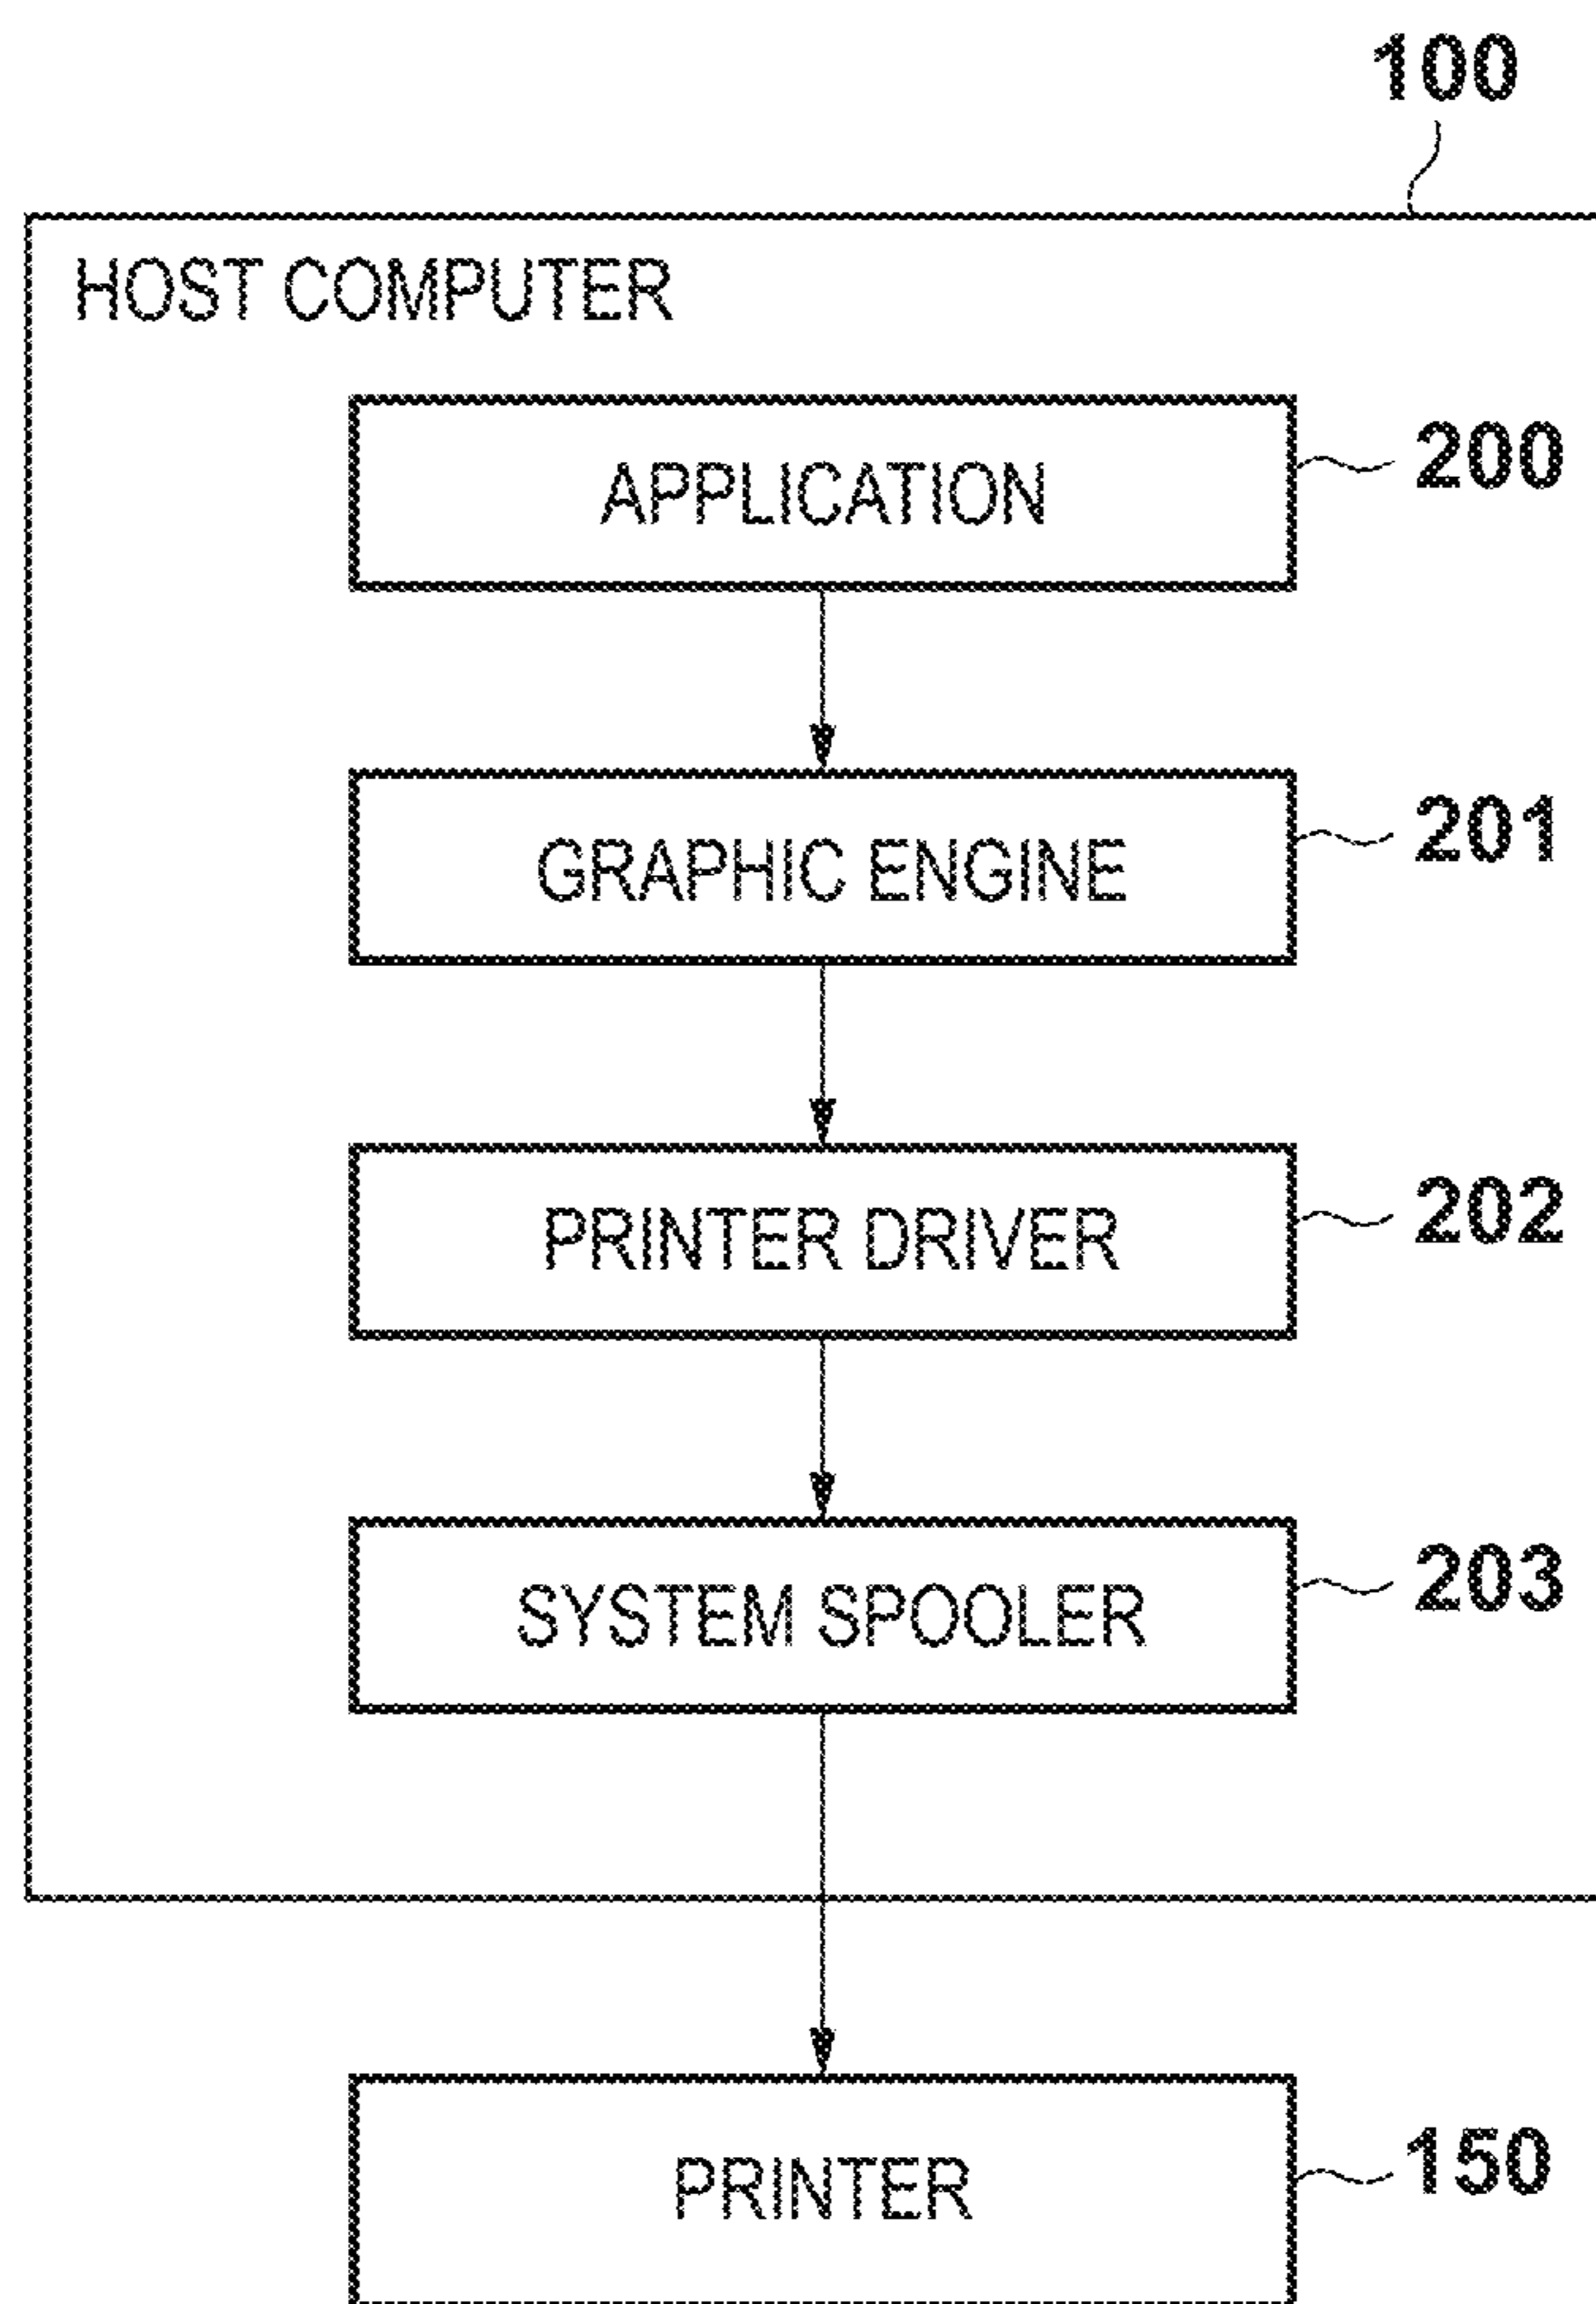 100
HOST COMPUTER
APPLICATION 200
GRAPHIC ENGINE 201
PRINTER DRIVER 202
SYSTEM SPOOLER 203
PRINTER 150